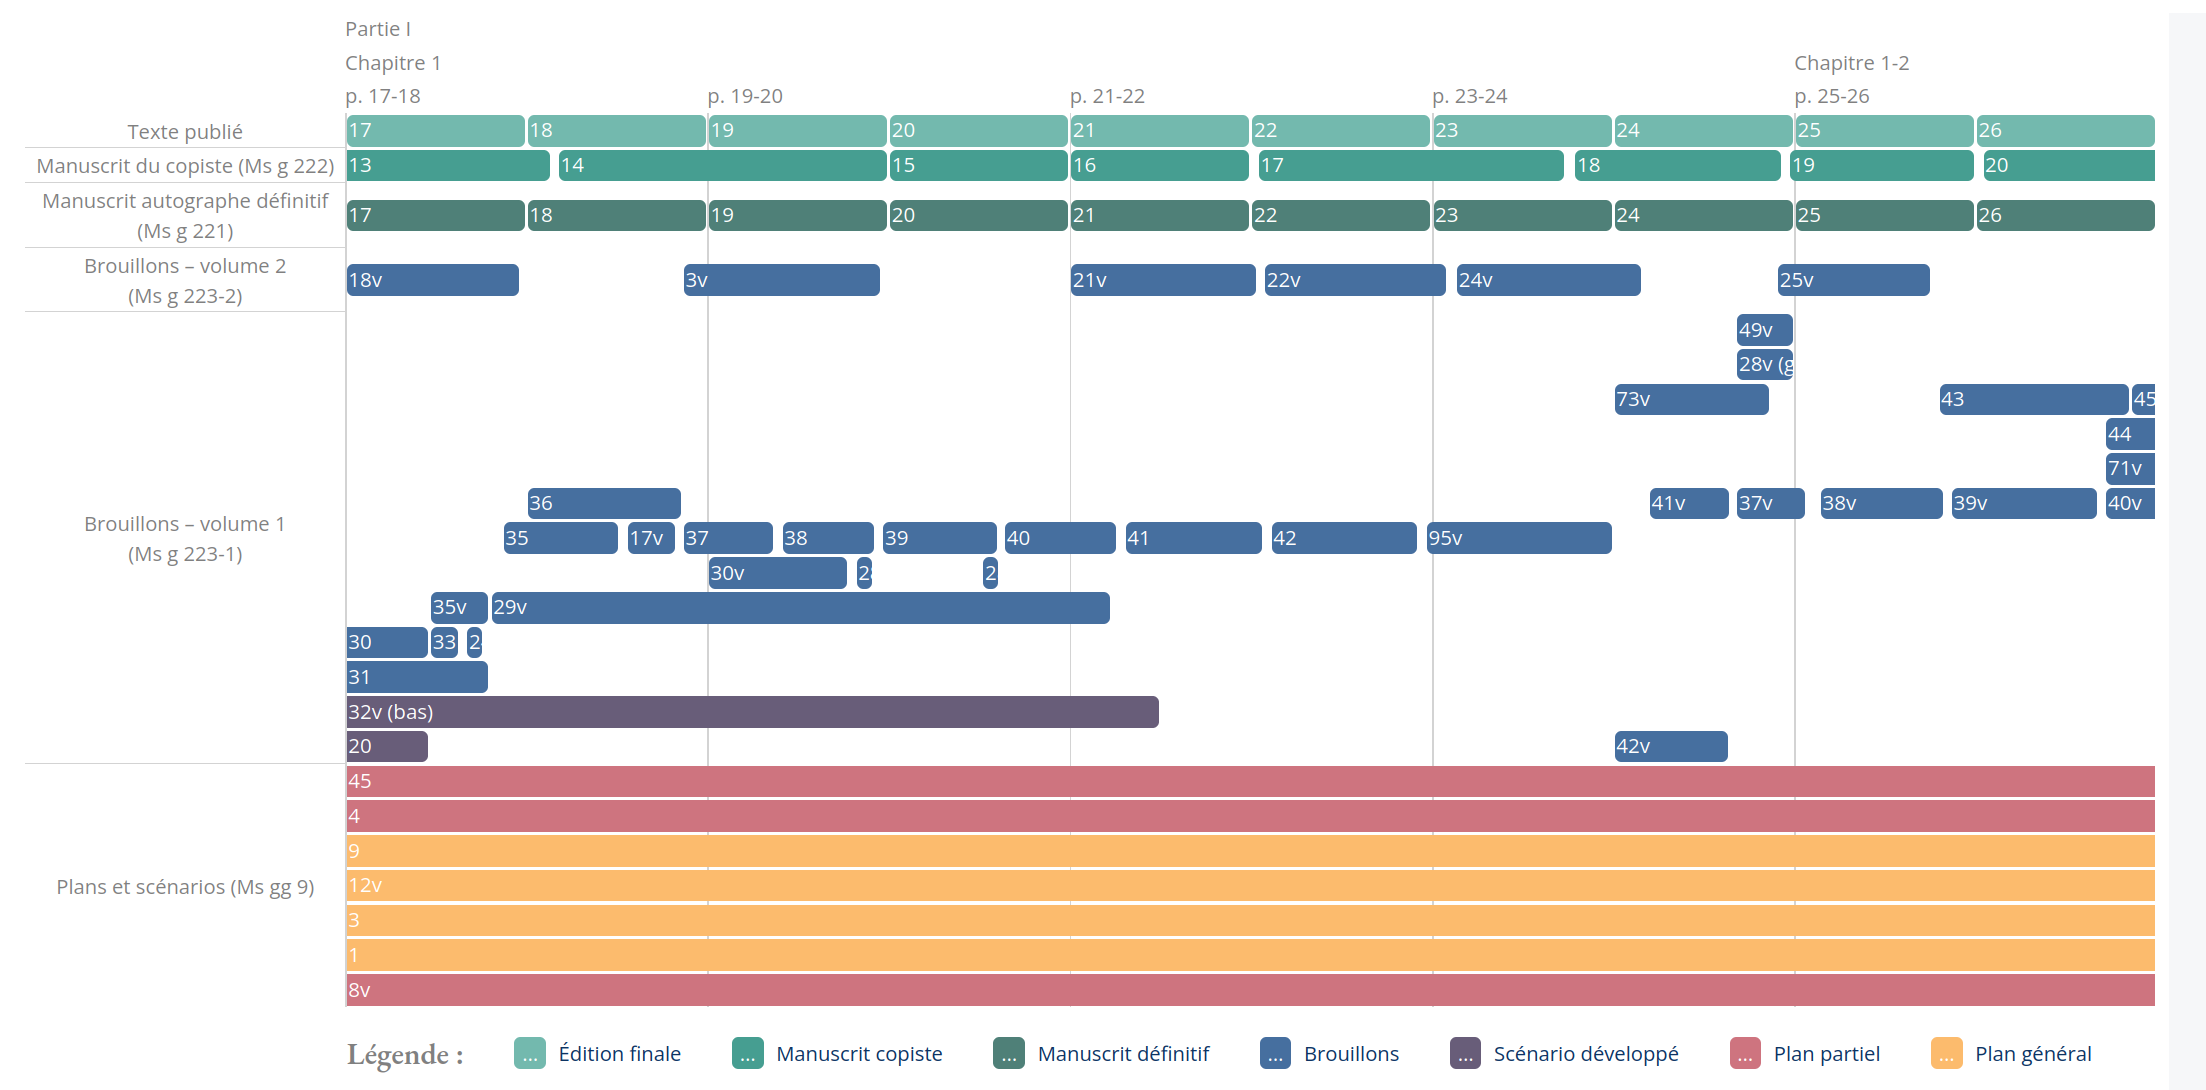 Partie I
Chapitre 1 Chapitre 1-2
p. 17-18 p. 19-20 p. 21-22 p. 23-24 p. 25-26
Texte publié 17 18 19 20 21 22 23 24 25 26
Manuscrit du copiste (Ms g 222) 13 14 15 16 17 18 19 20
Manuscrit autographe définitif
(Ms g 221) 17 18 19 20 21 22 23 24 25 26
Brouillons – volume 2
(Ms g 223-2) 18v 3v 21v 22v 24v 25v
49v
28v (g
73v 43 45
44
71v
36 41v 37v 38v 39v 40v
Brouillons – volume 1
(Ms g 223-1)
35 17v 37 38 39 40 41 42 95v
30v 2 2
35v 29v
30 33 2
31
32v (bas)
20 42v
45
4
9
12v
Plans et scénarios (Ms gg 9)
3
1
8v
Légende : ... Édition finale ... Manuscrit copiste ... Manuscrit définitif ... Brouillons ... Scénario développé ... Plan partiel ... Plan général